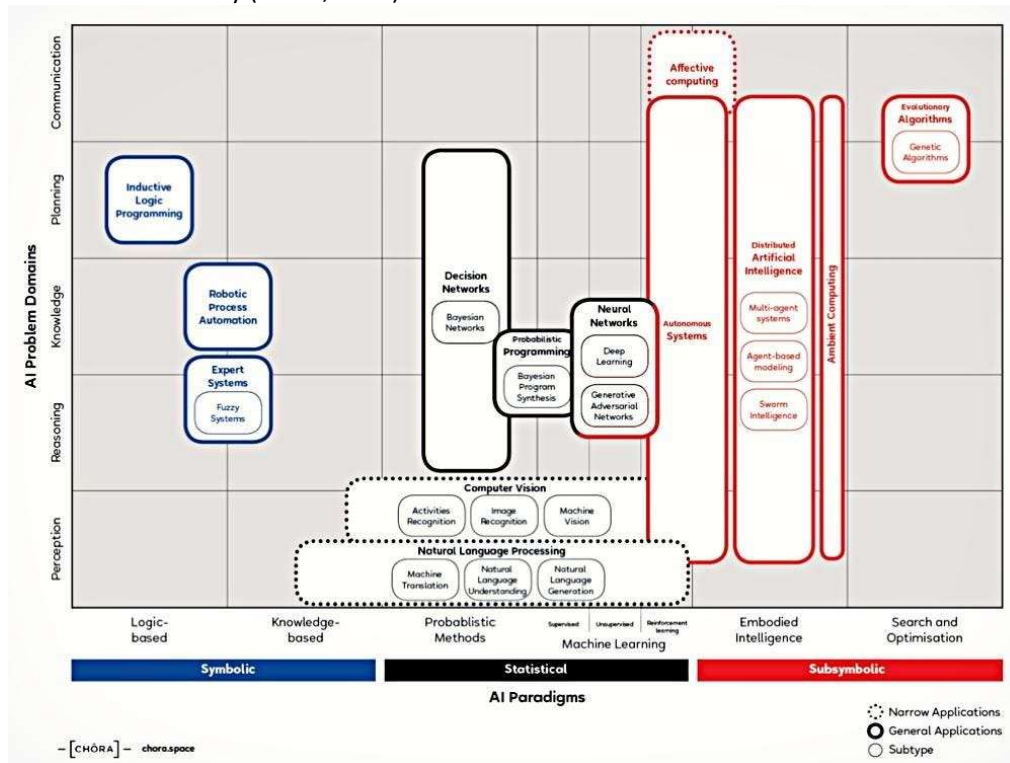 Communication
Planning
Knowledge
Reasoning
Perception
AI Problem Domains
Affective
computing
Evolutionary
Algorithms
Genetic
Algorithms
Inductive
Logic
Programming
Robotic
Process
Automation
Expert
Systems
Fuzzy
Systems
Decision
Networks
Bayesian
Networks
Probabilistic
Programming
Bayesian
Program
Synthesis
Neural
Networks
Deep
Learning
Generative
Adversarial
Networks
Autonomous
Systems
Distributed
Artificial
Intelligence
Multi-agent
systems
Agent-based
modeling
Sworm
Intelligence
Ambient Computing
Computer Vision
Activities
Recognition
Image
Recognition
Machine
Vision
Natural Language Processing
Machine
Translation
Natural
Language
Understanding
Natural
Language
Generation
Logic-
based
Knowledge-
based
Probablistic
Methods
Supervised
Unsupervised
Reinforcement
learning
Machine Learning
Embodied
Intelligence
Search and
Optimisation
Symbolic
Statistical
Subsymbolic
AI Paradigms
Narrow Applications
General Applications
Subtype
–[CHÔRA]– chora.space